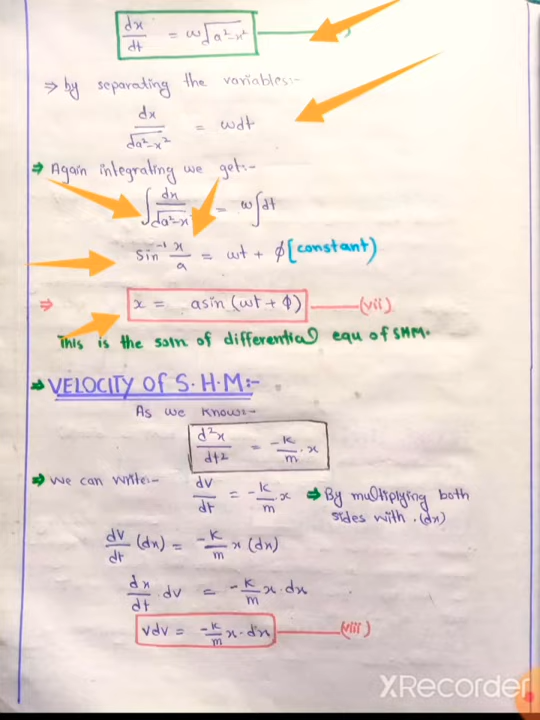 dx/dt = ω√a²-x²
⇒ by separating the variables:-
dx/√a²-x² = ωdt
⇒ Again integrating we get:-
∫dx/√a²-x = ω∫dt
Sin⁻¹ x/a = ωt + φ [constant)
⇒ x = asin (ωt + φ) (vii)
This is the soln of differential equ of SHM.
⇒ VELOCITY Of S.H.M:-
As we know:-
d²x/dt² = -k/m . x
⇒ We can write:- dv/dt = -k/m . x ⇒ By multiplying both
sides with .(dx)
dv/dt (dx) = -k/m x (dx)
dx/dt . dv = -k/m x . dx
vdv = -k/m x . dx (viii)
XRecorder